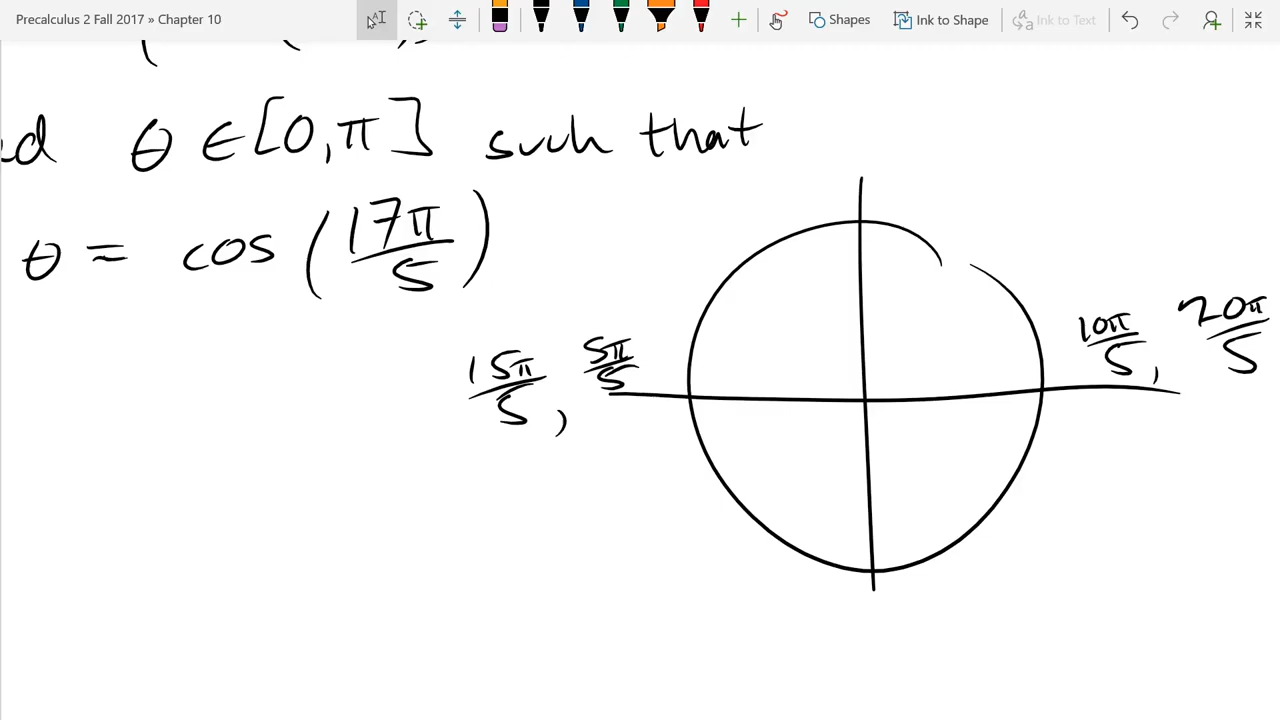 Precalculus 2 Fall 2017 » Chapter 10
Shapes
Ink to Shape
Ink to Text
θ ∈ [0, π] such that
θ = cos (17π/5)
15π/5, 5π/5
10π/5, 20π/5